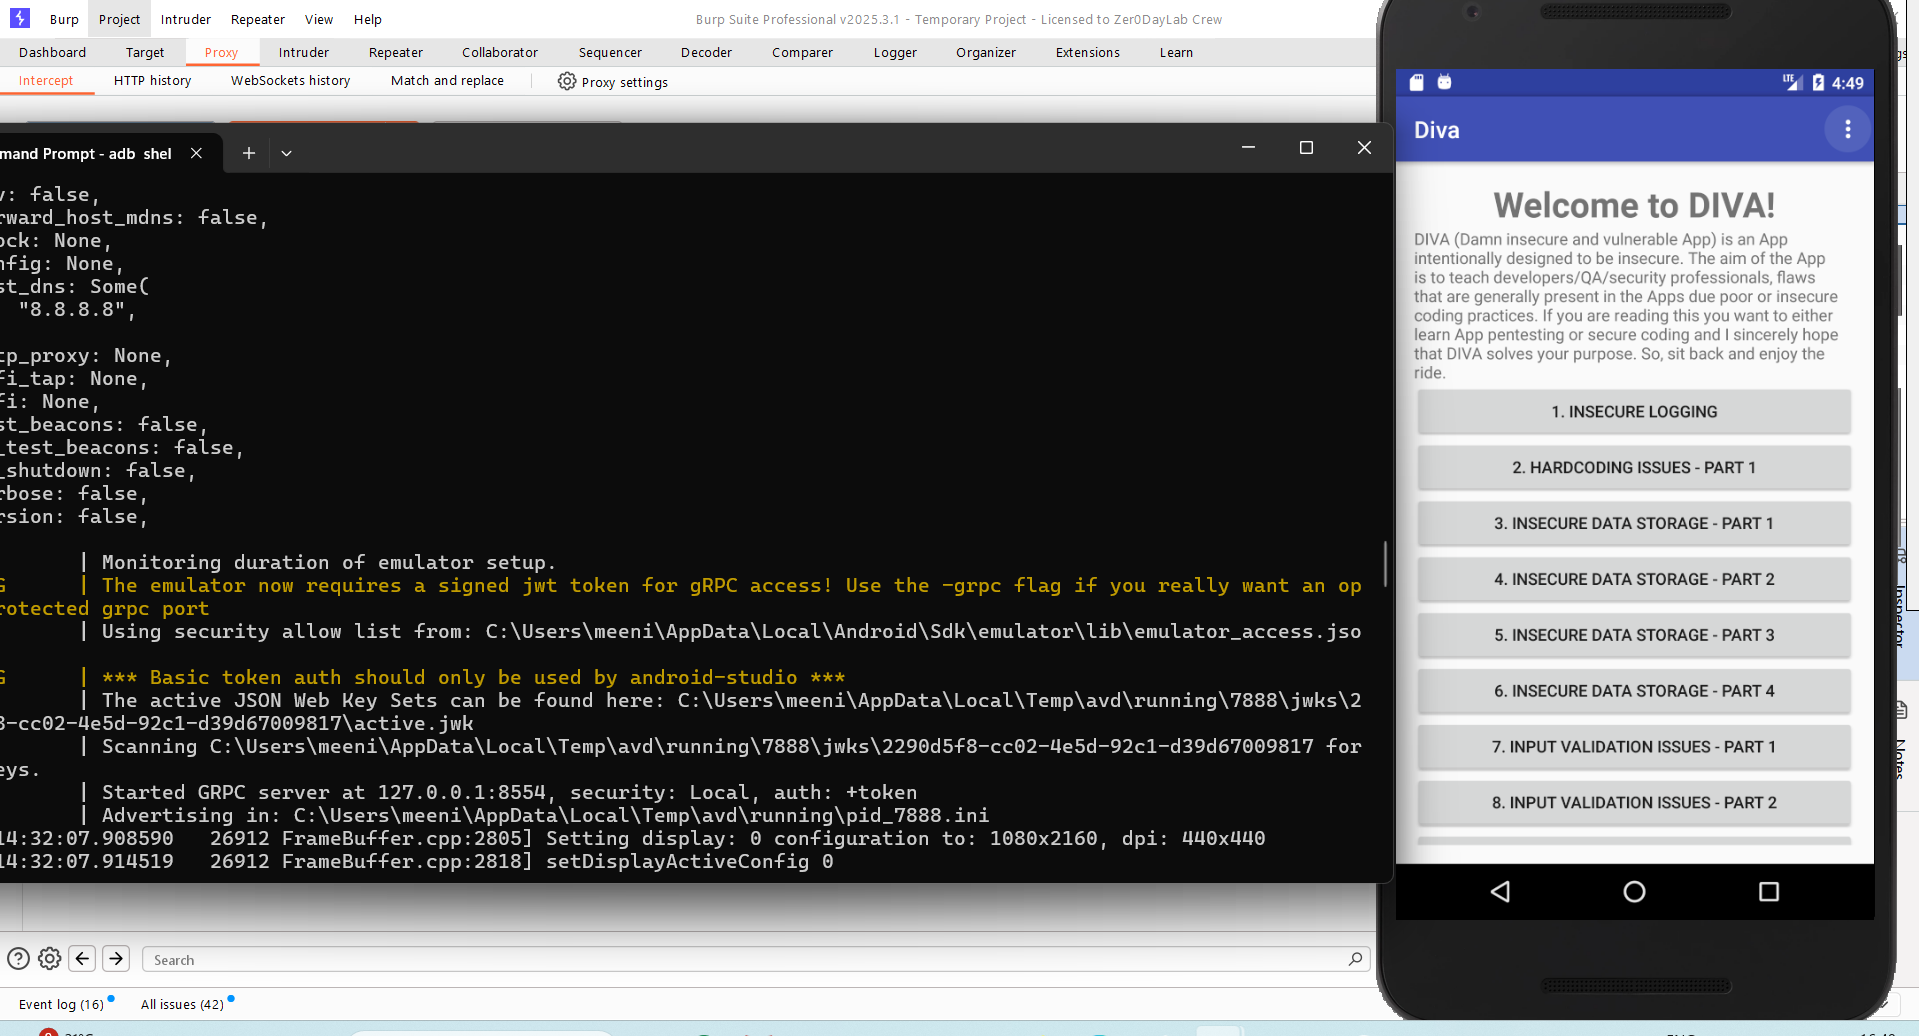 Burp Project Intruder Repeater View Help
Burp Suite Professional v2025.3.1 - Temporary Project - Licensed to Zer0DayLab Crew
Dashboard Target Proxy Intruder Repeater Collaborator Sequencer Decoder Comparer Logger Organizer Extensions Learn
Intercept HTTP history WebSockets history Match and replace Proxy settings
mand Prompt - adb shel
v: false,
rward_host_mdns: false,
ock: None,
nfig: None,
st_dns: Some(
"8.8.8.8",
tp_proxy: None,
fi_tap: None,
fi: None,
st_beacons: false,
_test_beacons: false,
_shutdown: false,
rbose: false,
rsion: false,
| Monitoring duration of emulator setup.
G | The emulator now requires a signed jwt token for gRPC access! Use the -grpc flag if you really want an op
rotected grpc port
| Using security allow list from: C:\Users\meeni\AppData\Local\Android\Sdk\emulator\lib\emulator_access.jso
G | *** Basic token auth should only be used by android-studio ***
| The active JSON Web Key Sets can be found here: C:\Users\meeni\AppData\Local\Temp\avd\running\7888\jwks\2
8-cc02-4e5d-92c1-d39d67009817\active.jwk
| Scanning C:\Users\meeni\AppData\Local\Temp\avd\running\7888\jwks\2290d5f8-cc02-4e5d-92c1-d39d67009817 for
eys.
| Started GRPC server at 127.0.0.1:8554, security: Local, auth: +token
| Advertising in: C:\Users\meeni\AppData\Local\Temp\avd\running\pid_7888.ini
14:32:07.908590 26912 FrameBuffer.cpp:2805] Setting display: 0 configuration to: 1080x2160, dpi: 440x440
14:32:07.914519 26912 FrameBuffer.cpp:2818] setDisplayActiveConfig 0
Search
Event log (16) All issues (42)
LTE 4:49
Diva
Welcome to DIVA!
DIVA (Damn insecure and vulnerable App) is an App
intentionally designed to be insecure. The aim of the App
is to teach developers/QA/security professionals, flaws
that are generally present in the Apps due poor or insecure
coding practices. If you are reading this you want to either
learn App pentesting or secure coding and I sincerely hope
that DIVA solves your purpose. So, sit back and enjoy the
ride.
1. INSECURE LOGGING
2. HARDCODING ISSUES - PART 1
3. INSECURE DATA STORAGE - PART 1
4. INSECURE DATA STORAGE - PART 2
5. INSECURE DATA STORAGE - PART 3
6. INSECURE DATA STORAGE - PART 4
7. INPUT VALIDATION ISSUES - PART 1
8. INPUT VALIDATION ISSUES - PART 2
Notes